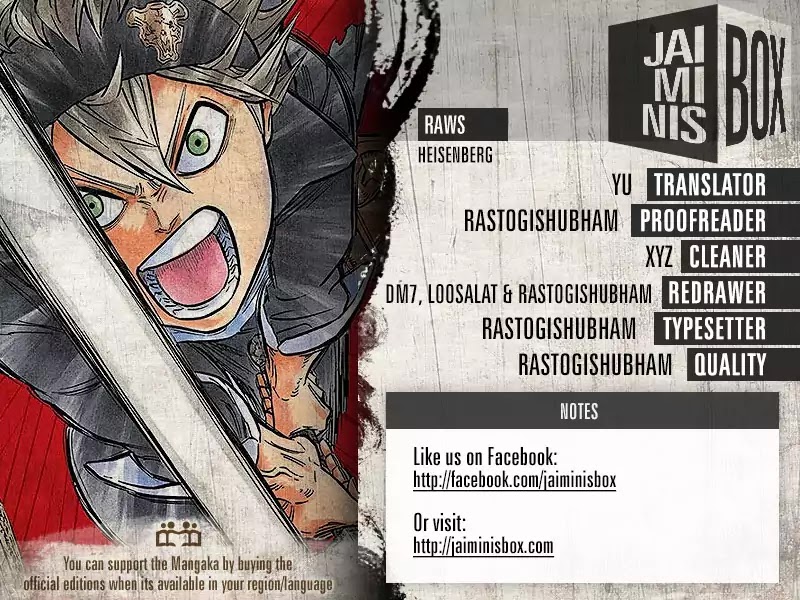 JAI
MI
NIS
BOX
RAWS
HEISENBERG
YU TRANSLATOR
RASTOGISHUBHAM PROOFREADER
XYZ CLEANER
DM7, LOOSALAT & RASTOGISHUBHAM REDRAWER
RASTOGISHUBHAM TYPESETTER
RASTOGISHUBHAM QUALITY
NOTES
Like us on Facebook:
http://facebook.com/jaiminisbox
Or visit:
http://jaiminisbox.com
You can support the Mangaka by buying the
official editions when its available in your region/language